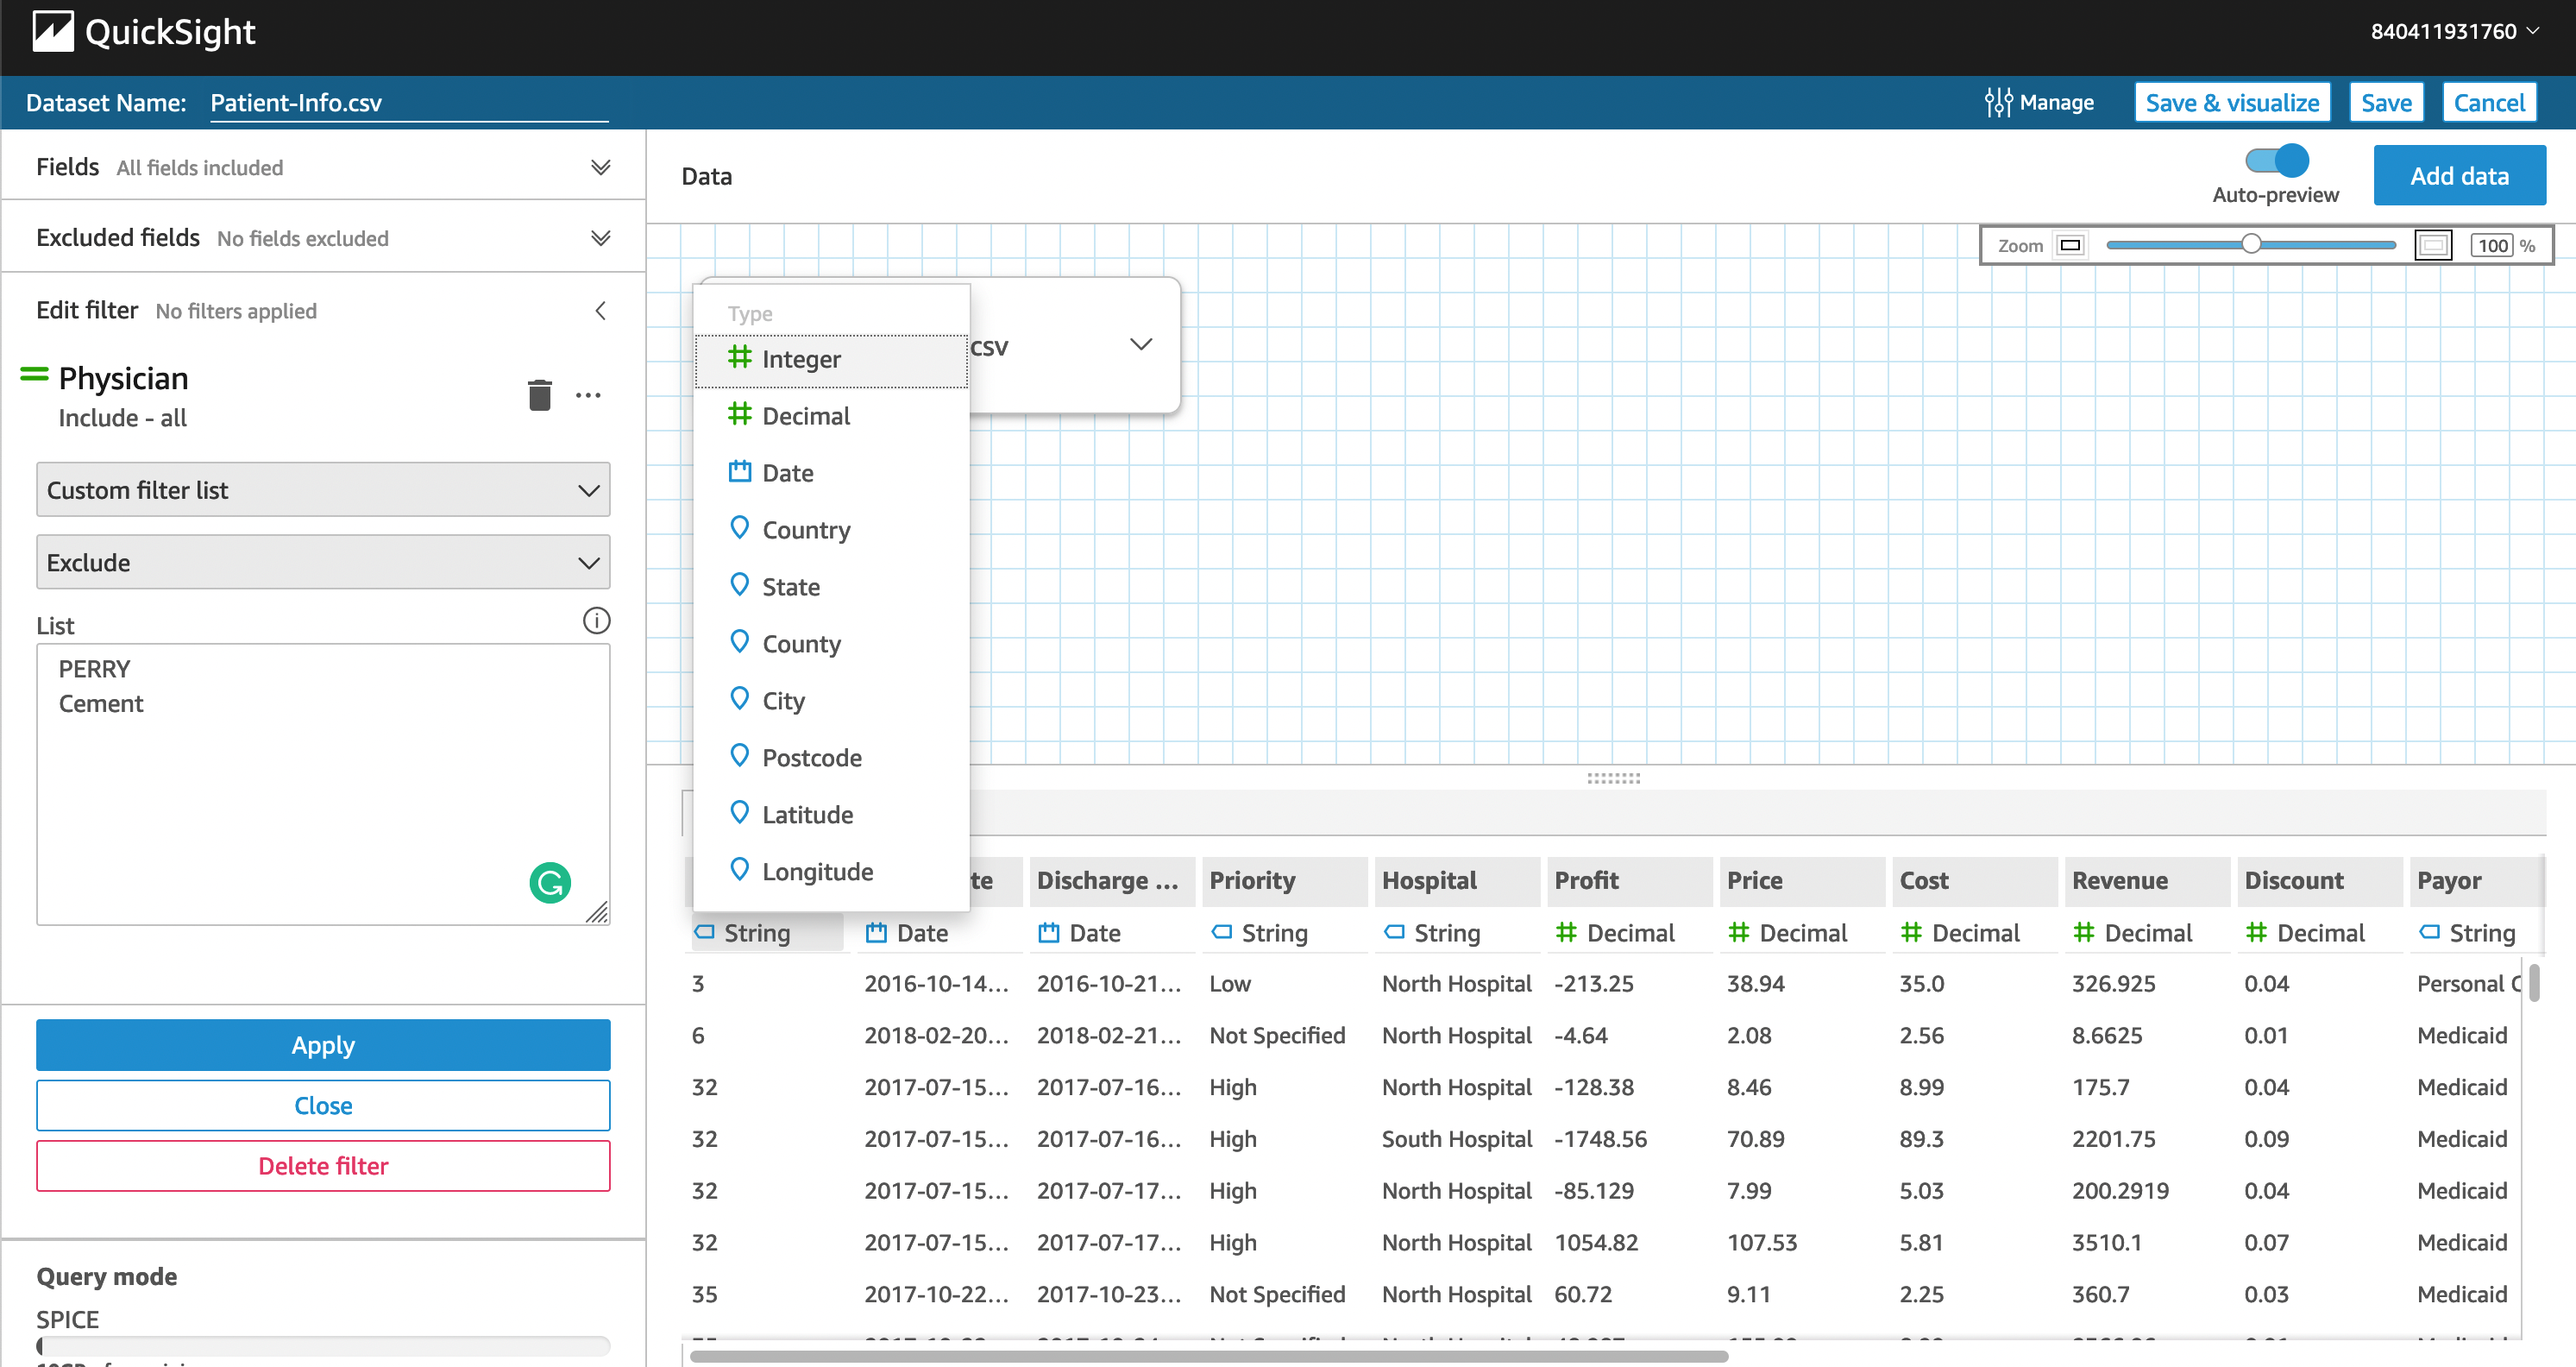 QuickSight
840411931760
Dataset Name: Patient-Info.csv
Manage
Save & visualize
Save
Cancel
Fields All fields included
Excluded fields No fields excluded
Edit filter No filters applied
Physician
Include - all
Custom filter list
Exclude
List
PERRY
Cement
Apply
Close
Delete filter
Query mode
SPICE
Data
Auto-preview
Add data
Zoom 100 %
csv
Type
Integer
Decimal
Date
Country
State
County
City
Postcode
Latitude
Longitude
te Discharge ... Priority Hospital Profit Price Cost Revenue Discount Payor
String Date Date String String Decimal Decimal Decimal Decimal Decimal String
3 2016-10-14... 2016-10-21... Low North Hospital -213.25 38.94 35.0 326.925 0.04 Personal C
6 2018-02-20... 2018-02-21... Not Specified North Hospital -4.64 2.08 2.56 8.6625 0.01 Medicaid
32 2017-07-15... 2017-07-16... High North Hospital -128.38 8.46 8.99 175.7 0.04 Medicaid
32 2017-07-15... 2017-07-16... High South Hospital -1748.56 70.89 89.3 2201.75 0.09 Medicaid
32 2017-07-15... 2017-07-17... High North Hospital -85.129 7.99 5.03 200.2919 0.04 Medicaid
32 2017-07-15... 2017-07-17... High North Hospital 1054.82 107.53 5.81 3510.1 0.07 Medicaid
35 2017-10-22... 2017-10-23... Not Specified North Hospital 60.72 9.11 2.25 360.7 0.03 Medicaid